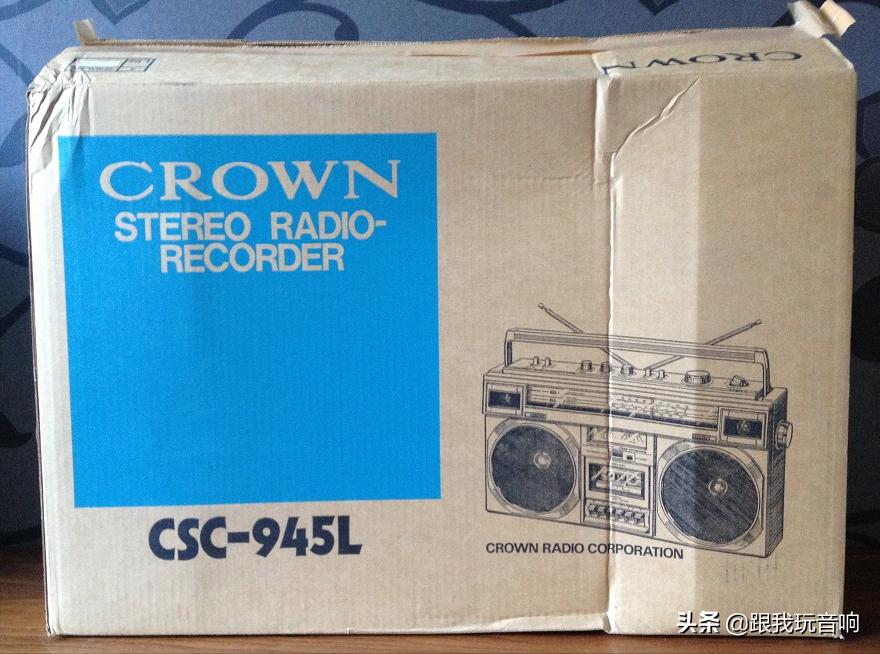 CROWN
CROWN
STEREO RADIO-
RECORDER
CSC-945L
CROWN RADIO CORPORATION
头条 @跟我玩音响